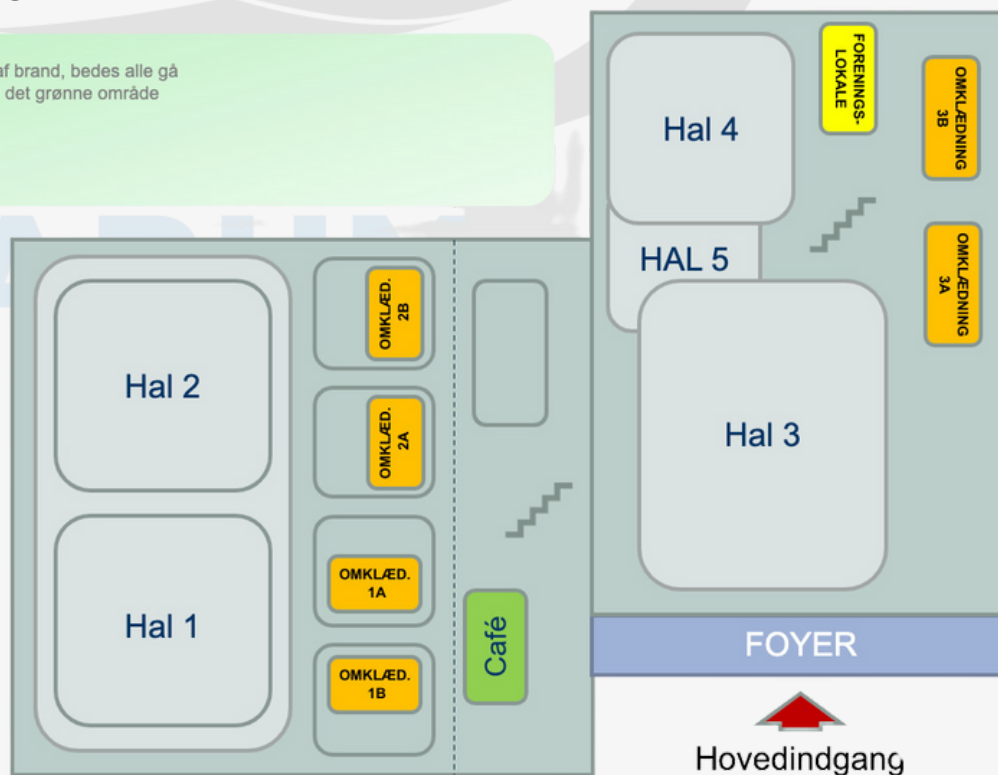 af brand, bedes alle gå
det grønne område
Hal 4
FORENINGS-
LOKALE
OMKLÆDNING
3B
HAL 5
OMKLÆDNING
3A
Hal 3
FOYER
Hovedindgang
Hal 2
Hal 1
OMKLÆD.
2B
OMKLÆD.
2A
OMKLÆD.
1A
OMKLÆD.
1B
Café